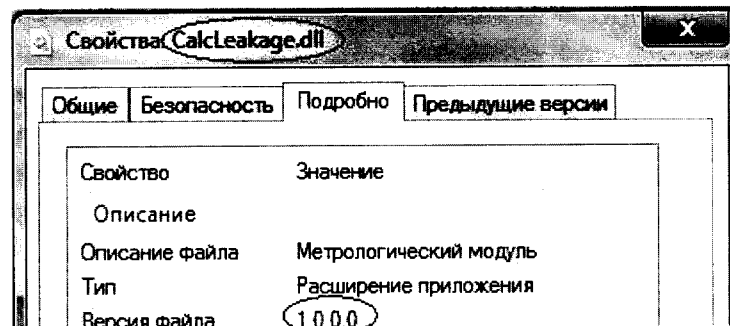 Свойства: CalcLeakage.dll
Общие Безопасность Подробно Предыдущие версии
Свойство Значение
Описание
Описание файла Метрологический модуль
Тип Расширение приложения
Версия файла 1.0.0.0